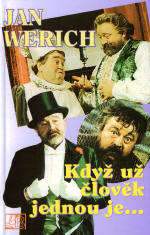 JAN
WERICH
Když už
člověk
jednou je...